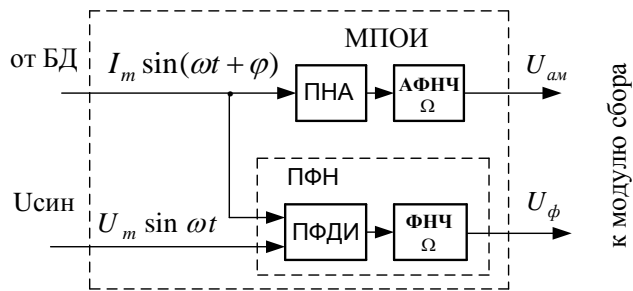 МПОИ
от БД
I_m sin(ωt + φ)
ПНА
АФНЧ
Ω
U_ам
ПФН
Uсин
U_m sin ωt
ПФДИ
ФНЧ
Ω
U_ф
к модулю сбора